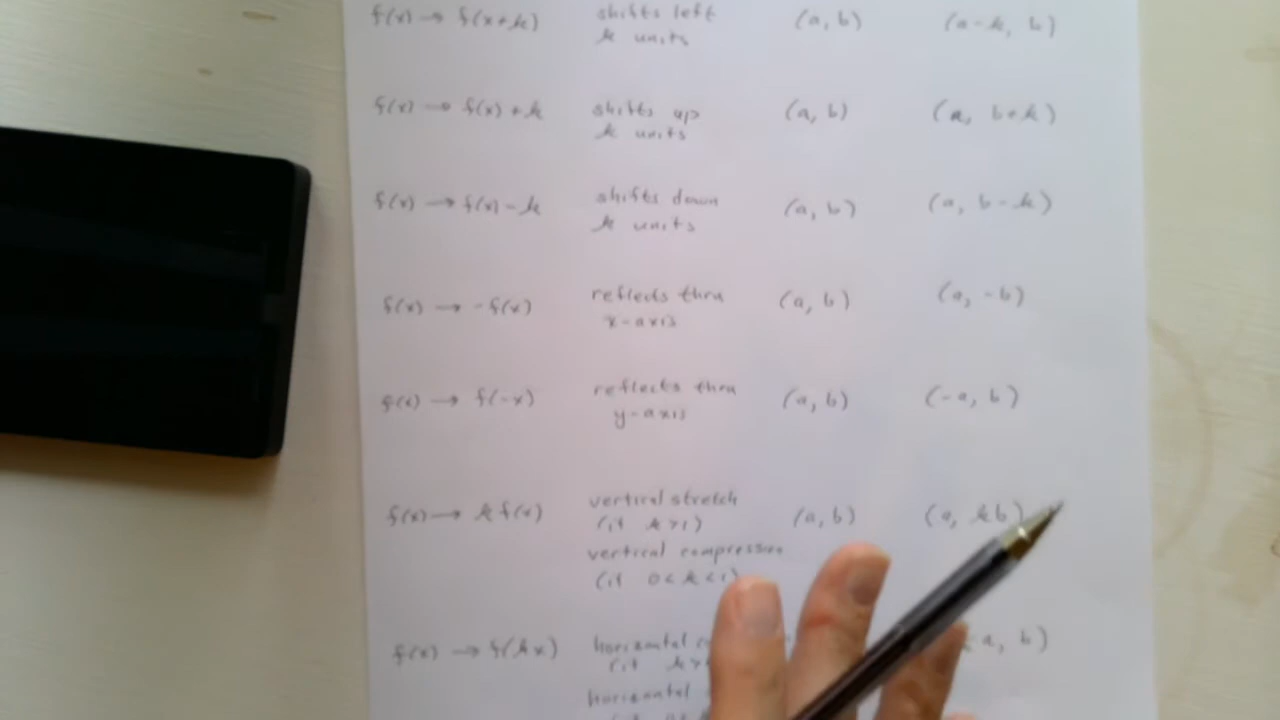 f(x) → f(x+k) shifts left (a, b) (a-k, b)
k units
f(x) → f(x) + k shifts up (a, b) (a, b+k)
k units
f(x) → f(x) - k shifts down (a, b) (a, b-k)
k units
f(x) → -f(x) reflects thru (a, b) (a, -b)
x-axis
f(x) → f(-x) reflects thru (a, b) (-a, b)
y-axis
f(x) → k f(x) vertical stretch (a, b) (a, kb)
(if k>1)
vertical compression
(if 0<k<1)
f(x) → f(kx) horizontal a, b)
(if k>
horizontal